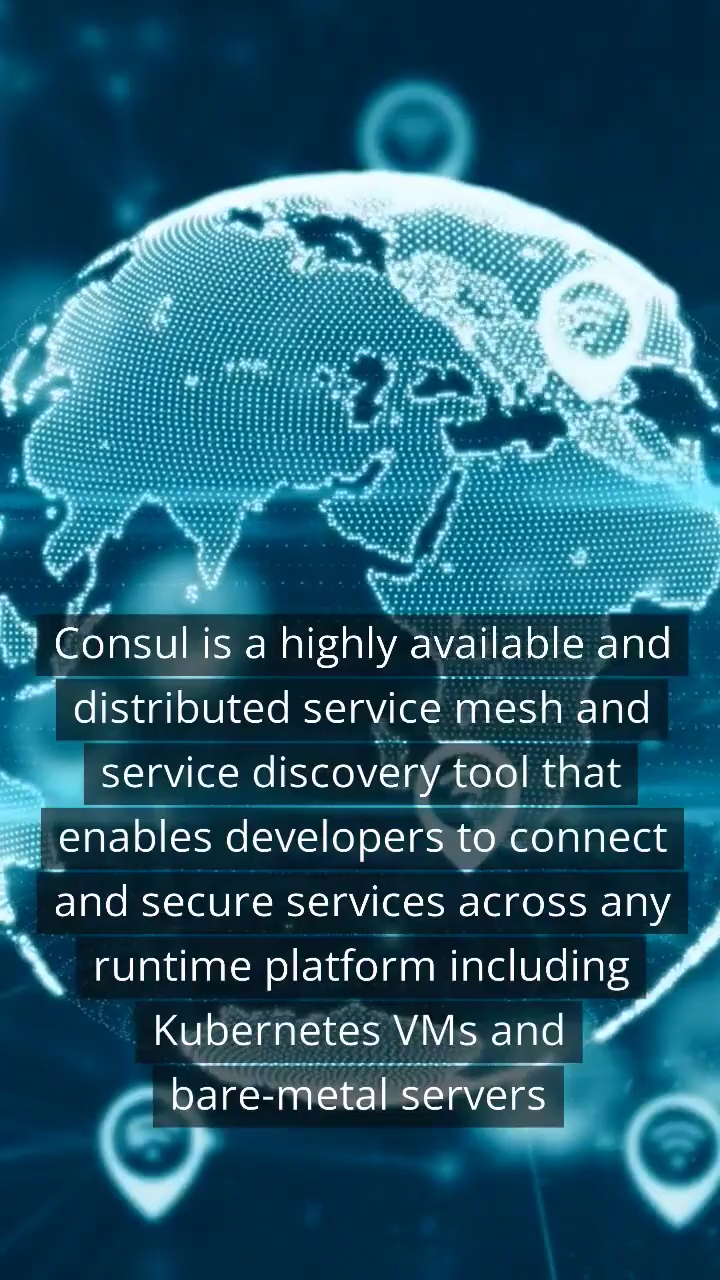 Consul is a highly available and
distributed service mesh and
service discovery tool that
enables developers to connect
and secure services across any
runtime platform including
Kubernetes VMs and
bare-metal servers